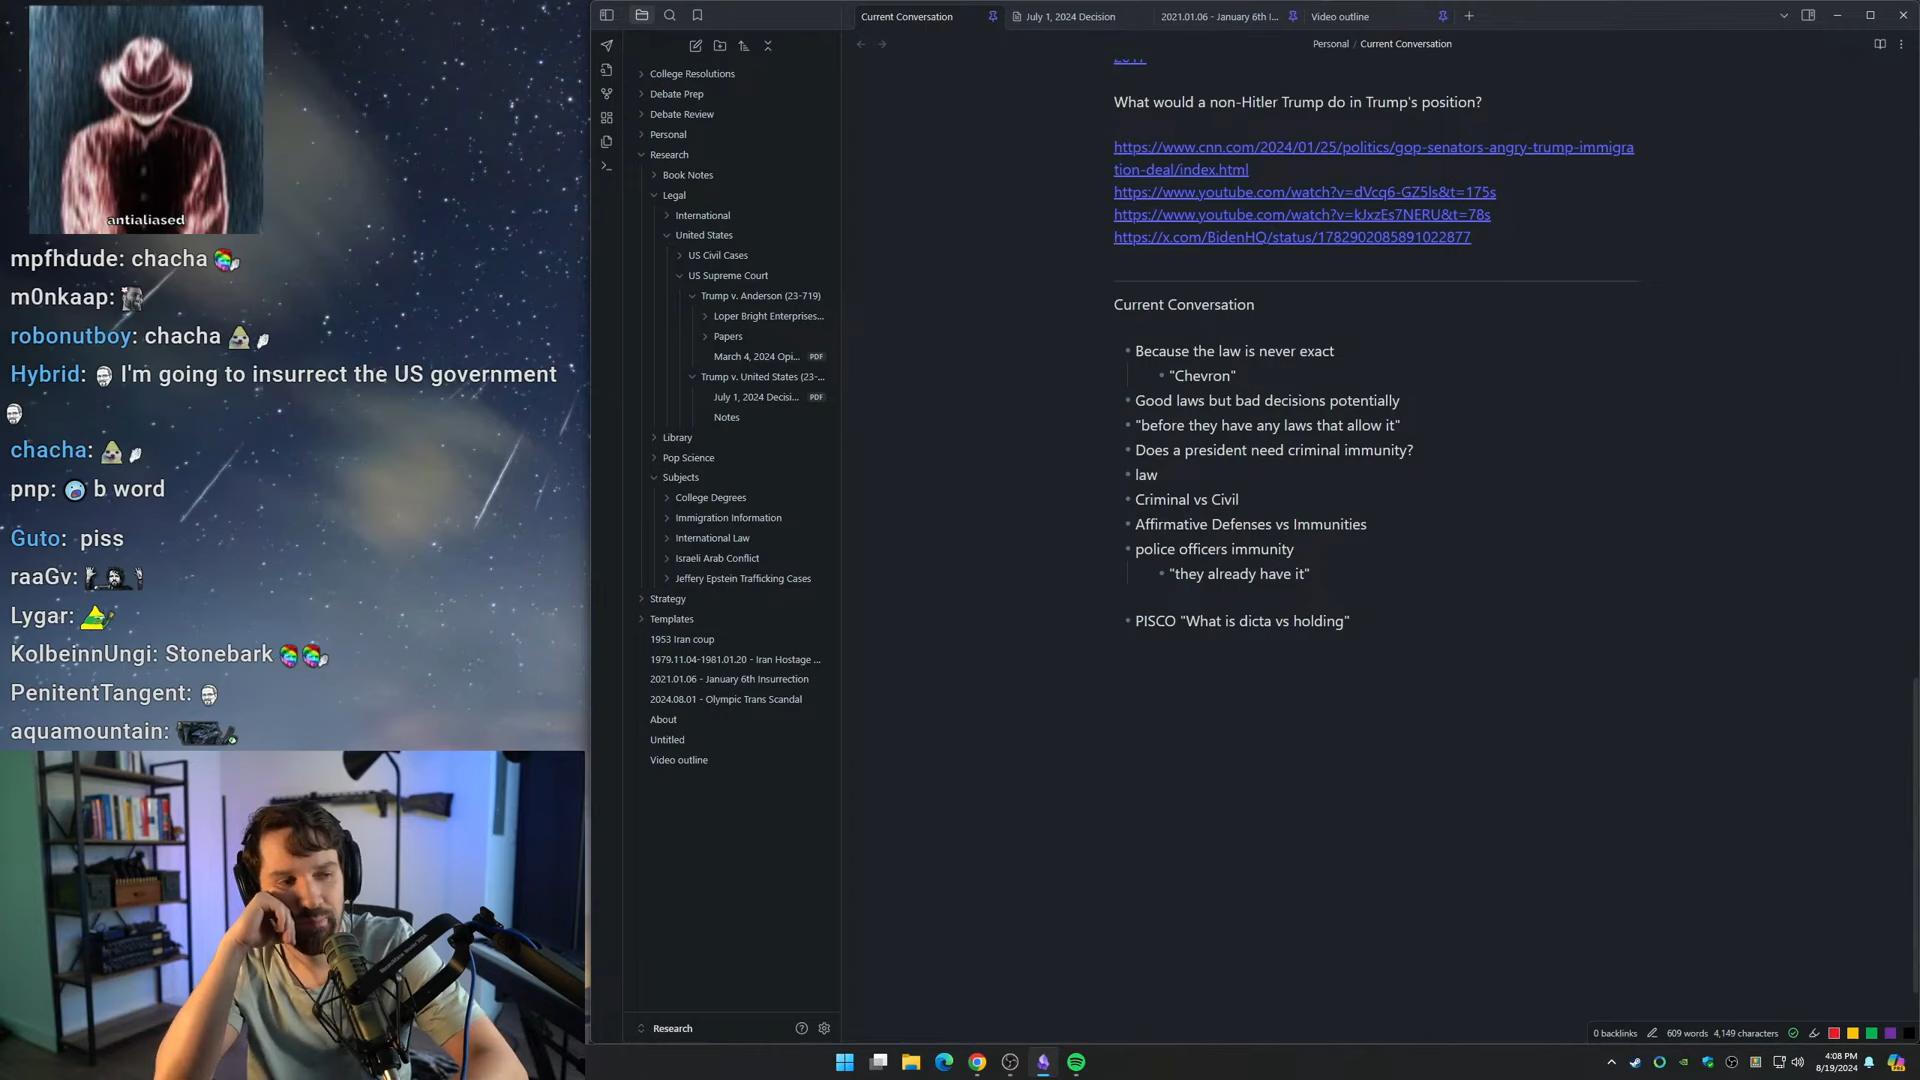 antialiased
mpfhdude: chacha
m0nkaap:
robonutboy: chacha
Hybrid: I'm going to insurrect the US government
chacha:
pnp: b word
Guto: piss
raaGv:
Lygar:
KolbeinnUngi: Stonebark
PenitentTangent:
aquamountain:
College Resolutions
Debate Prep
Debate Review
Personal
Research
Book Notes
Legal
International
United States
US Civil Cases
US Supreme Court
Trump v. Anderson (23-719)
Loper Bright Enterprises...
Papers
March 4, 2024 Opi... PDF
Trump v. United States (23-...
July 1, 2024 Decisi... PDF
Notes
Library
Pop Science
Subjects
College Degrees
Immigration Information
International Law
Israeli Arab Conflict
Jeffery Epstein Trafficking Cases
Strategy
Templates
1953 Iran coup
1979.11.04-1981.01.20 - Iran Hostage ...
2021.01.06 - January 6th Insurrection
2024.08.01 - Olympic Trans Scandal
About
Untitled
Video outline
Research
Current Conversation
July 1, 2024 Decision
2021.01.06 - January 6th I...
Video outline
Personal / Current Conversation
What would a non-Hitler Trump do in Trump's position?
https://www.cnn.com/2024/01/25/politics/gop-senators-angry-trump-immigra
tion-deal/index.html
https://www.youtube.com/watch?v=dVcq6-GZ5ls&t=175s
https://www.youtube.com/watch?v=kJxzEs7NERU&t=78s
https://x.com/BidenHQ/status/1782902085891022877
Current Conversation
• Because the law is never exact
• "Chevron"
• Good laws but bad decisions potentially
• "before they have any laws that allow it"
• Does a president need criminal immunity?
• law
• Criminal vs Civil
• Affirmative Defenses vs Immunities
• police officers immunity
• "they already have it"
• PISCO "What is dicta vs holding"
0 backlinks
609 words 4,149 characters
4:08 PM
8/19/2024